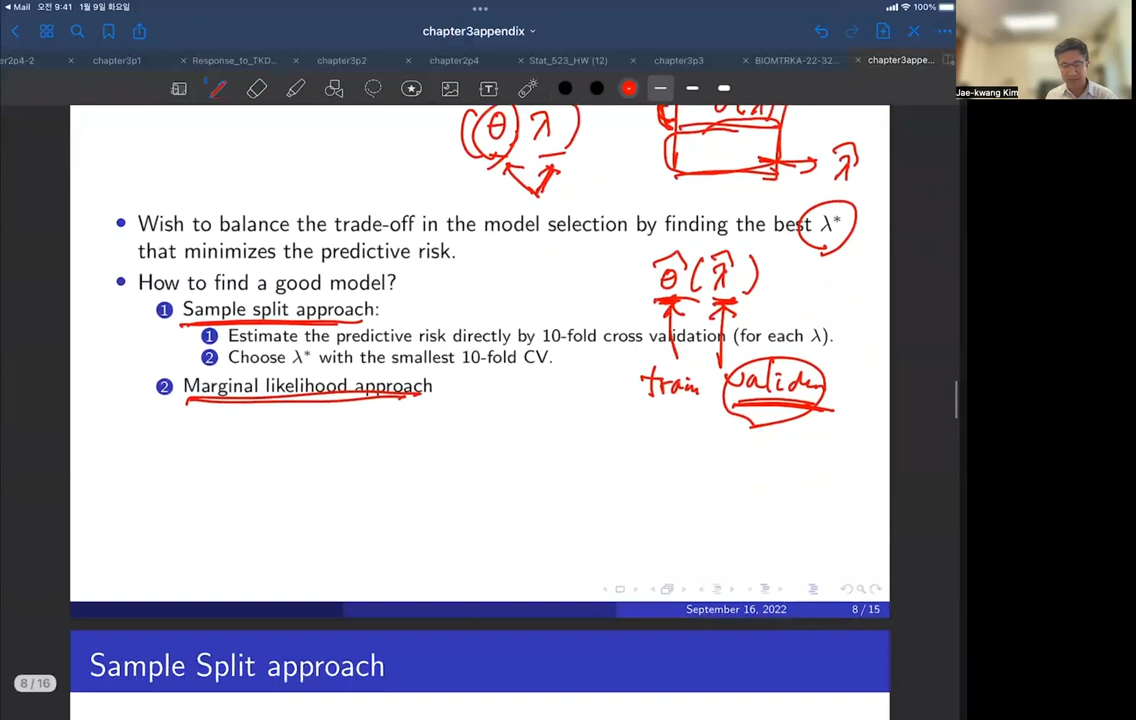 Mail 오전 9:41 1월 9일 화요일
100%
chapter3appendix
er2p4-2
chapter3p1
Response_to_TKD...
chapter3p2
chapter2p4
Stat_523_HW (12)
chapter3p3
BIOMTRKA-22-32...
chapter3appe...
Jae-kwang Kim
(θ λ)
λ̂
• Wish to balance the trade-off in the model selection by finding the best λ*
that minimizes the predictive risk.
• How to find a good model?
θ̂(λ̂)
1 Sample split approach:
1 Estimate the predictive risk directly by 10-fold cross validation (for each λ).
2 Choose λ* with the smallest 10-fold CV.
2 Marginal likelihood approach
train
September 16, 2022 8 / 15
Sample Split approach
8 / 16